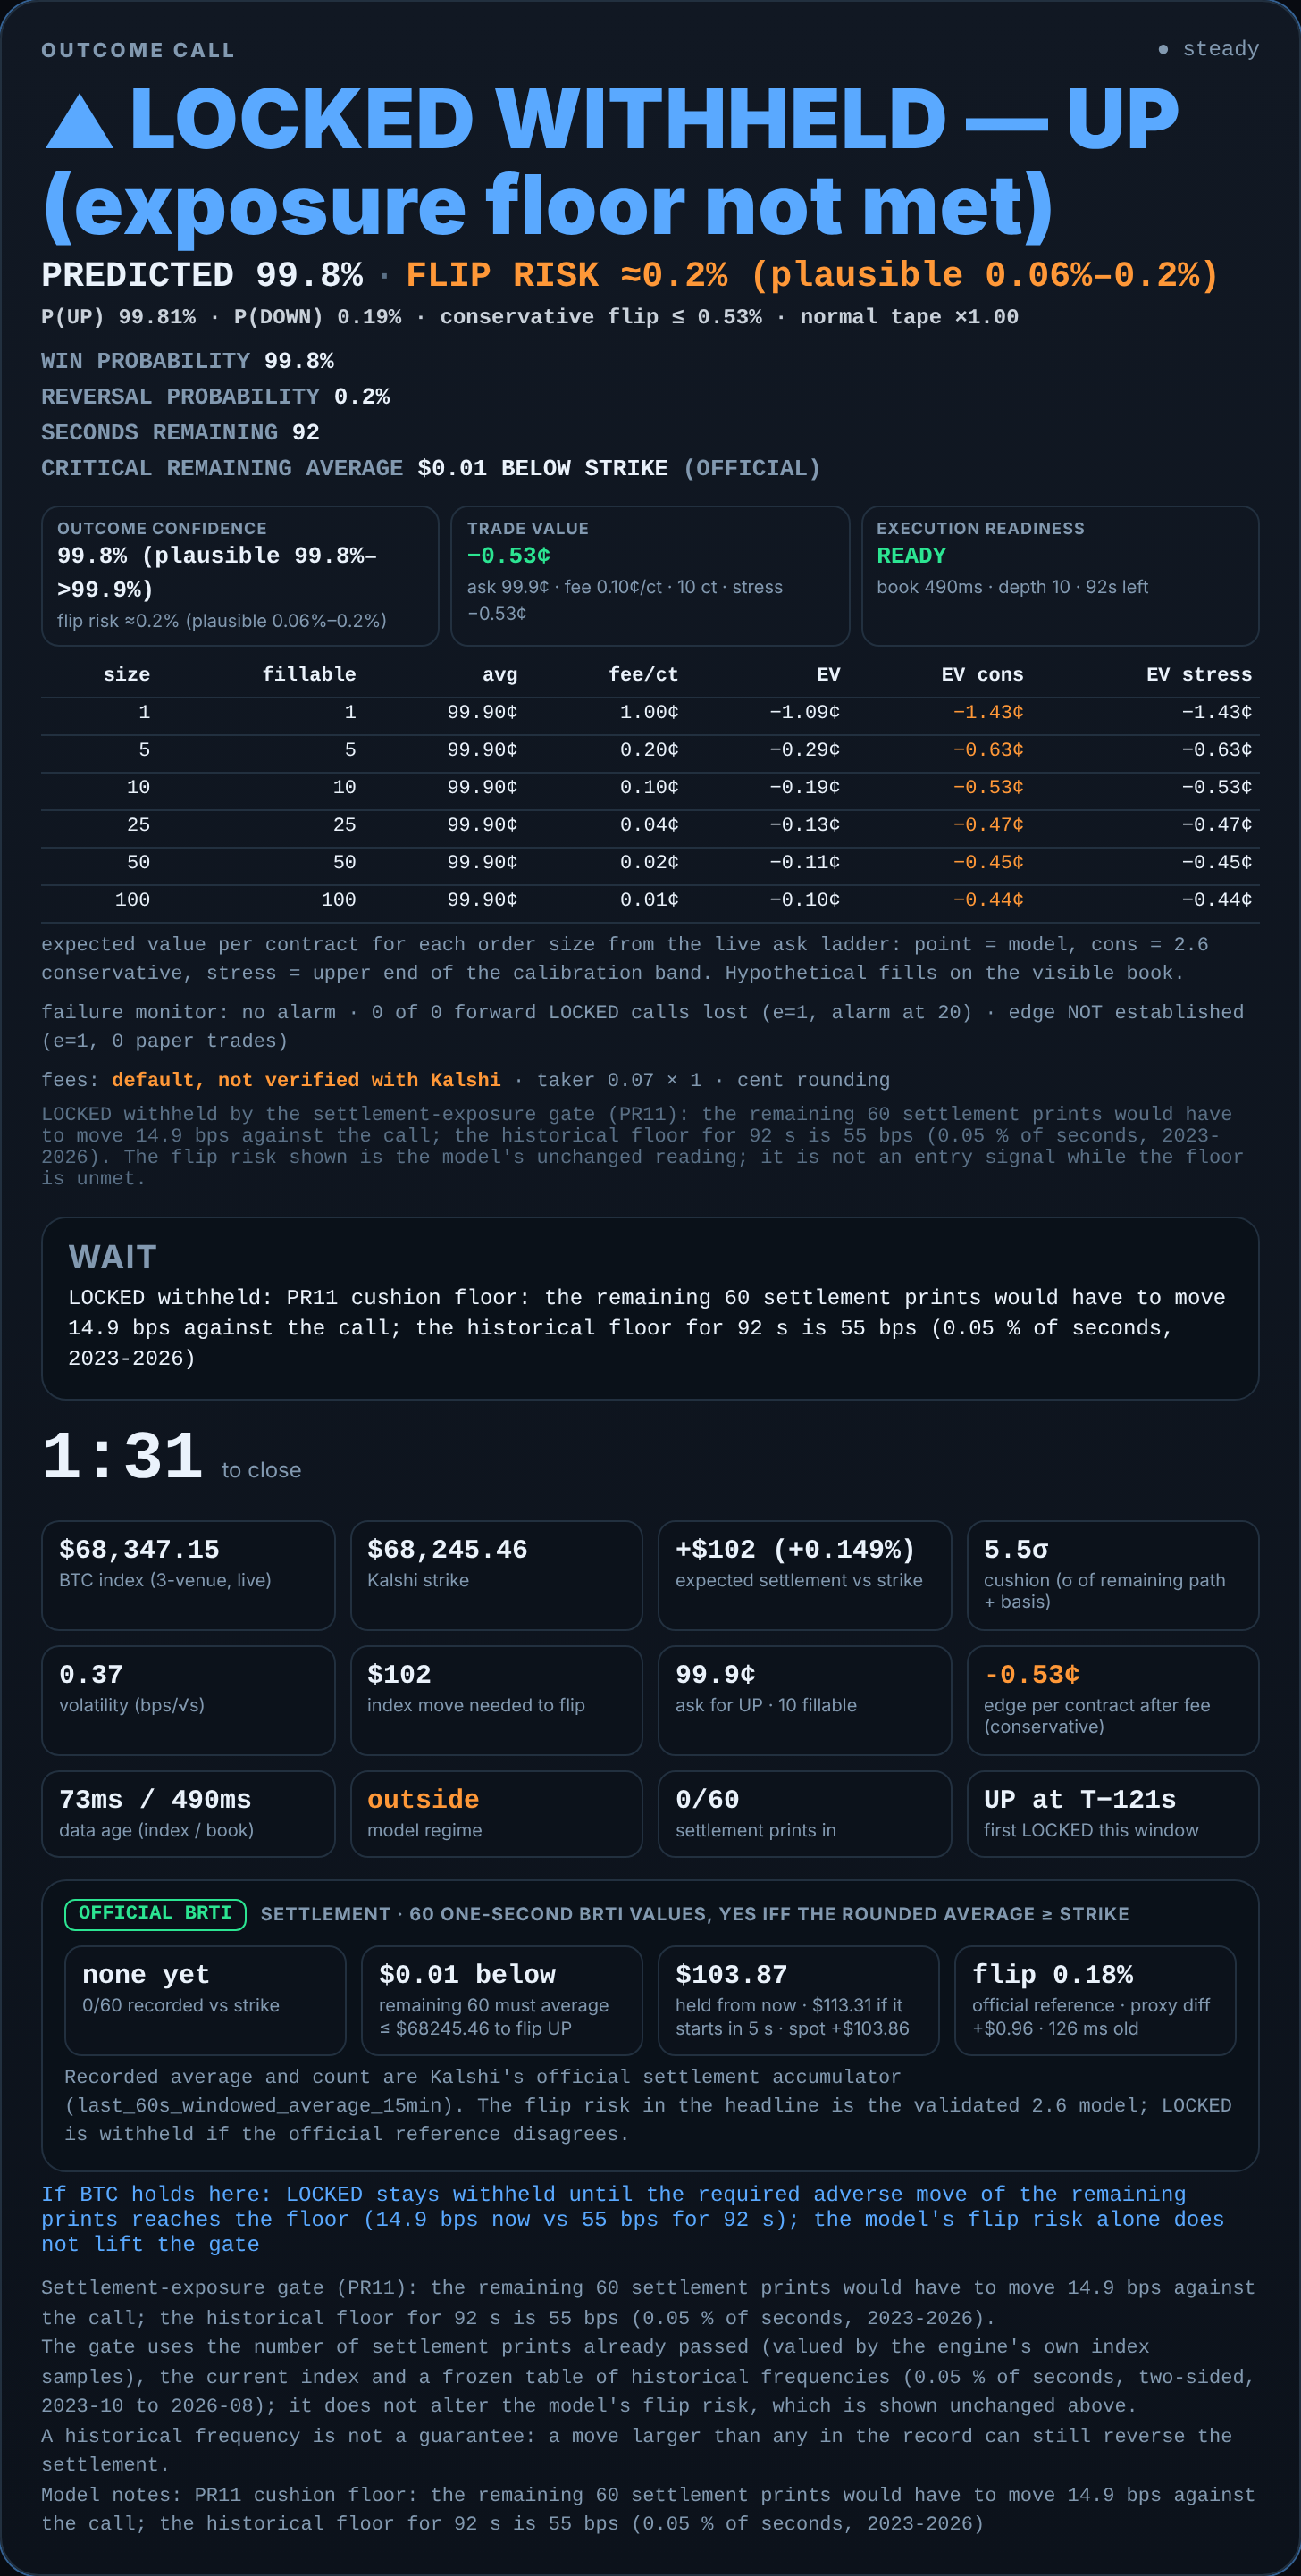 OUTCOME CALL
● steady
▲ LOCKED WITHHELD — UP
(exposure floor not met)
PREDICTED 99.8% · FLIP RISK ≈0.2% (plausible 0.06%–0.2%)
P(UP) 99.81% · P(DOWN) 0.19% · conservative flip ≤ 0.53% · normal tape ×1.00
WIN PROBABILITY 99.8%
REVERSAL PROBABILITY 0.2%
SECONDS REMAINING 92
CRITICAL REMAINING AVERAGE $0.01 BELOW STRIKE (OFFICIAL)
OUTCOME CONFIDENCE
99.8% (plausible 99.8%–
>99.9%)
flip risk ≈0.2% (plausible 0.06%–0.2%)
TRADE VALUE
−0.53¢
ask 99.9¢ · fee 0.10¢/ct · 10 ct · stress
−0.53¢
EXECUTION READINESS
READY
book 490ms · depth 10 · 92s left
size fillable avg fee/ct EV EV cons EV stress
1 1 99.90¢ 1.00¢ −1.09¢ −1.43¢ −1.43¢
5 5 99.90¢ 0.20¢ −0.29¢ −0.63¢ −0.63¢
10 10 99.90¢ 0.10¢ −0.19¢ −0.53¢ −0.53¢
25 25 99.90¢ 0.04¢ −0.13¢ −0.47¢ −0.47¢
50 50 99.90¢ 0.02¢ −0.11¢ −0.45¢ −0.45¢
100 100 99.90¢ 0.01¢ −0.10¢ −0.44¢ −0.44¢
expected value per contract for each order size from the live ask ladder: point = model, cons = 2.6
conservative, stress = upper end of the calibration band. Hypothetical fills on the visible book.
failure monitor: no alarm · 0 of 0 forward LOCKED calls lost (e=1, alarm at 20) · edge NOT established
(e=1, 0 paper trades)
fees: default, not verified with Kalshi · taker 0.07 × 1 · cent rounding
LOCKED withheld by the settlement-exposure gate (PR11): the remaining 60 settlement prints would have
to move 14.9 bps against the call; the historical floor for 92 s is 55 bps (0.05 % of seconds, 2023-
2026). The flip risk shown is the model's unchanged reading; it is not an entry signal while the floor
is unmet.
WAIT
LOCKED withheld: PR11 cushion floor: the remaining 60 settlement prints would have to move
14.9 bps against the call; the historical floor for 92 s is 55 bps (0.05 % of seconds,
2023-2026)
1:31 to close
$68,347.15
BTC index (3-venue, live)
$68,245.46
Kalshi strike
+$102 (+0.149%)
expected settlement vs strike
5.5σ
cushion (σ of remaining path
+ basis)
0.37
volatility (bps/√s)
$102
index move needed to flip
99.9¢
ask for UP · 10 fillable
-0.53¢
edge per contract after fee
(conservative)
73ms / 490ms
data age (index / book)
outside
model regime
0/60
settlement prints in
UP at T−121s
first LOCKED this window
OFFICIAL BRTI SETTLEMENT · 60 ONE-SECOND BRTI VALUES, YES IFF THE ROUNDED AVERAGE ≥ STRIKE
none yet
0/60 recorded vs strike
$0.01 below
remaining 60 must average
≤ $68245.46 to flip UP
$103.87
held from now · $113.31 if it
starts in 5 s · spot +$103.86
flip 0.18%
official reference · proxy diff
+$0.96 · 126 ms old
Recorded average and count are Kalshi's official settlement accumulator
(last_60s_windowed_average_15min). The flip risk in the headline is the validated 2.6 model; LOCKED
is withheld if the official reference disagrees.
If BTC holds here: LOCKED stays withheld until the required adverse move of the remaining
prints reaches the floor (14.9 bps now vs 55 bps for 92 s); the model's flip risk alone does
not lift the gate
Settlement-exposure gate (PR11): the remaining 60 settlement prints would have to move 14.9 bps against
the call; the historical floor for 92 s is 55 bps (0.05 % of seconds, 2023-2026).
The gate uses the number of settlement prints already passed (valued by the engine's own index
samples), the current index and a frozen table of historical frequencies (0.05 % of seconds, two-sided,
2023-10 to 2026-08); it does not alter the model's flip risk, which is shown unchanged above.
A historical frequency is not a guarantee: a move larger than any in the record can still reverse the
settlement.
Model notes: PR11 cushion floor: the remaining 60 settlement prints would have to move 14.9 bps against
the call; the historical floor for 92 s is 55 bps (0.05 % of seconds, 2023-2026)